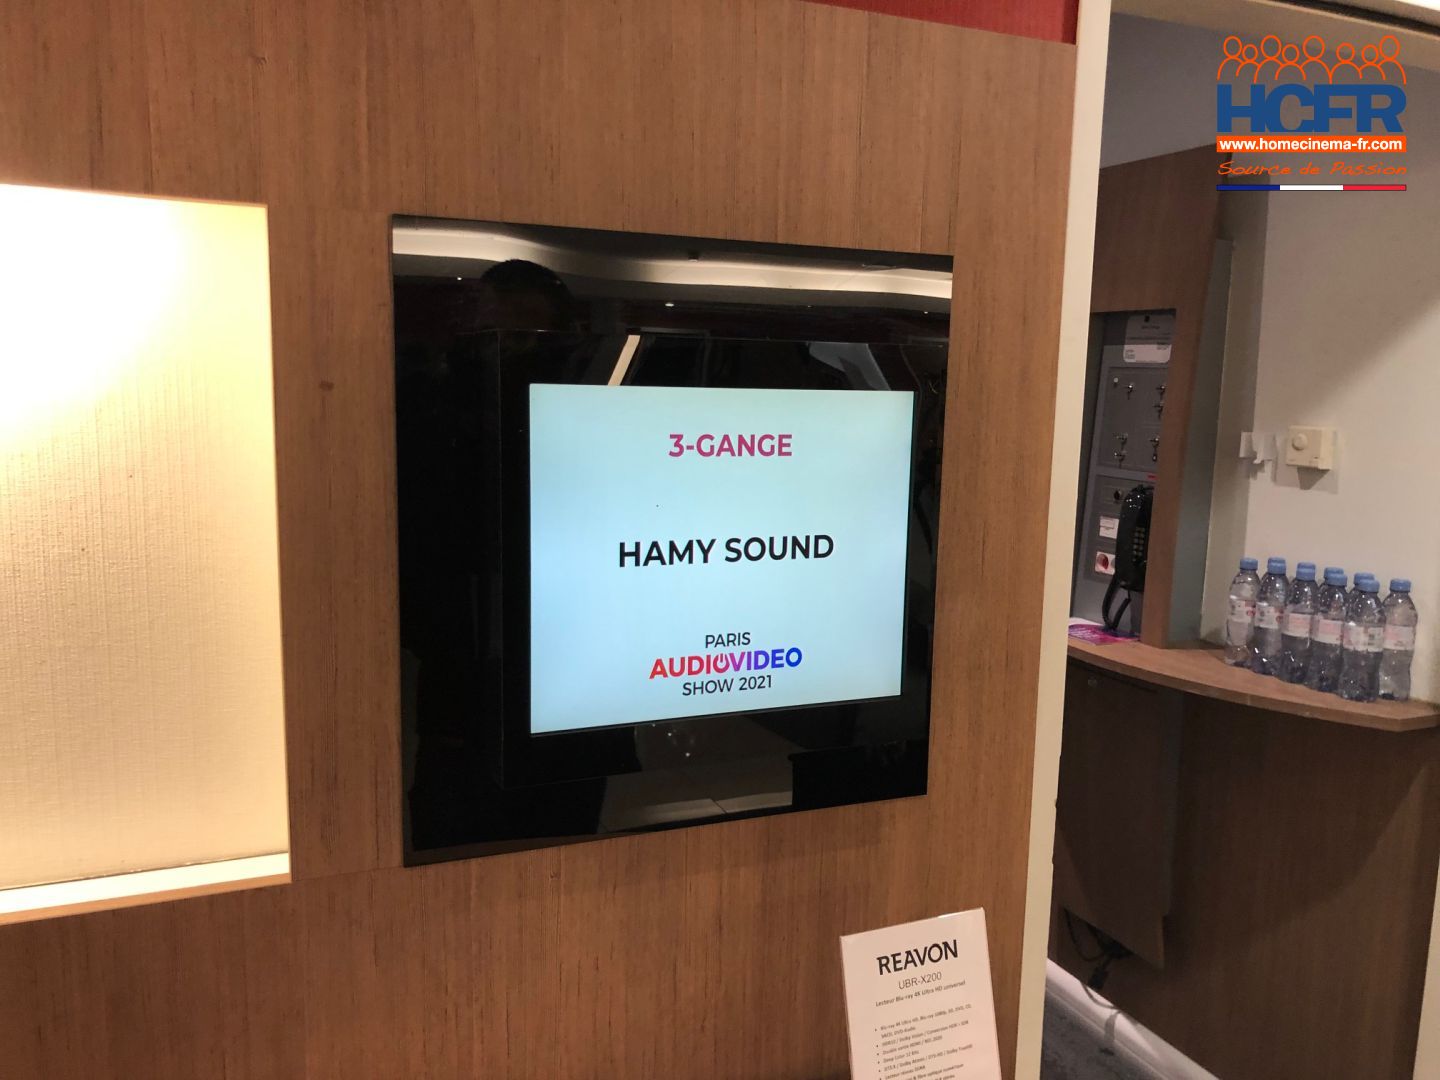 HCFR
www.homecinema-fr.com
Source de Passion
3-GANGE
HAMY SOUND
PARIS
AUDIOVIDEO
SHOW 2021
REAVON
UBR-X200
Lecteur Blu-ray 4K Ultra HD universel